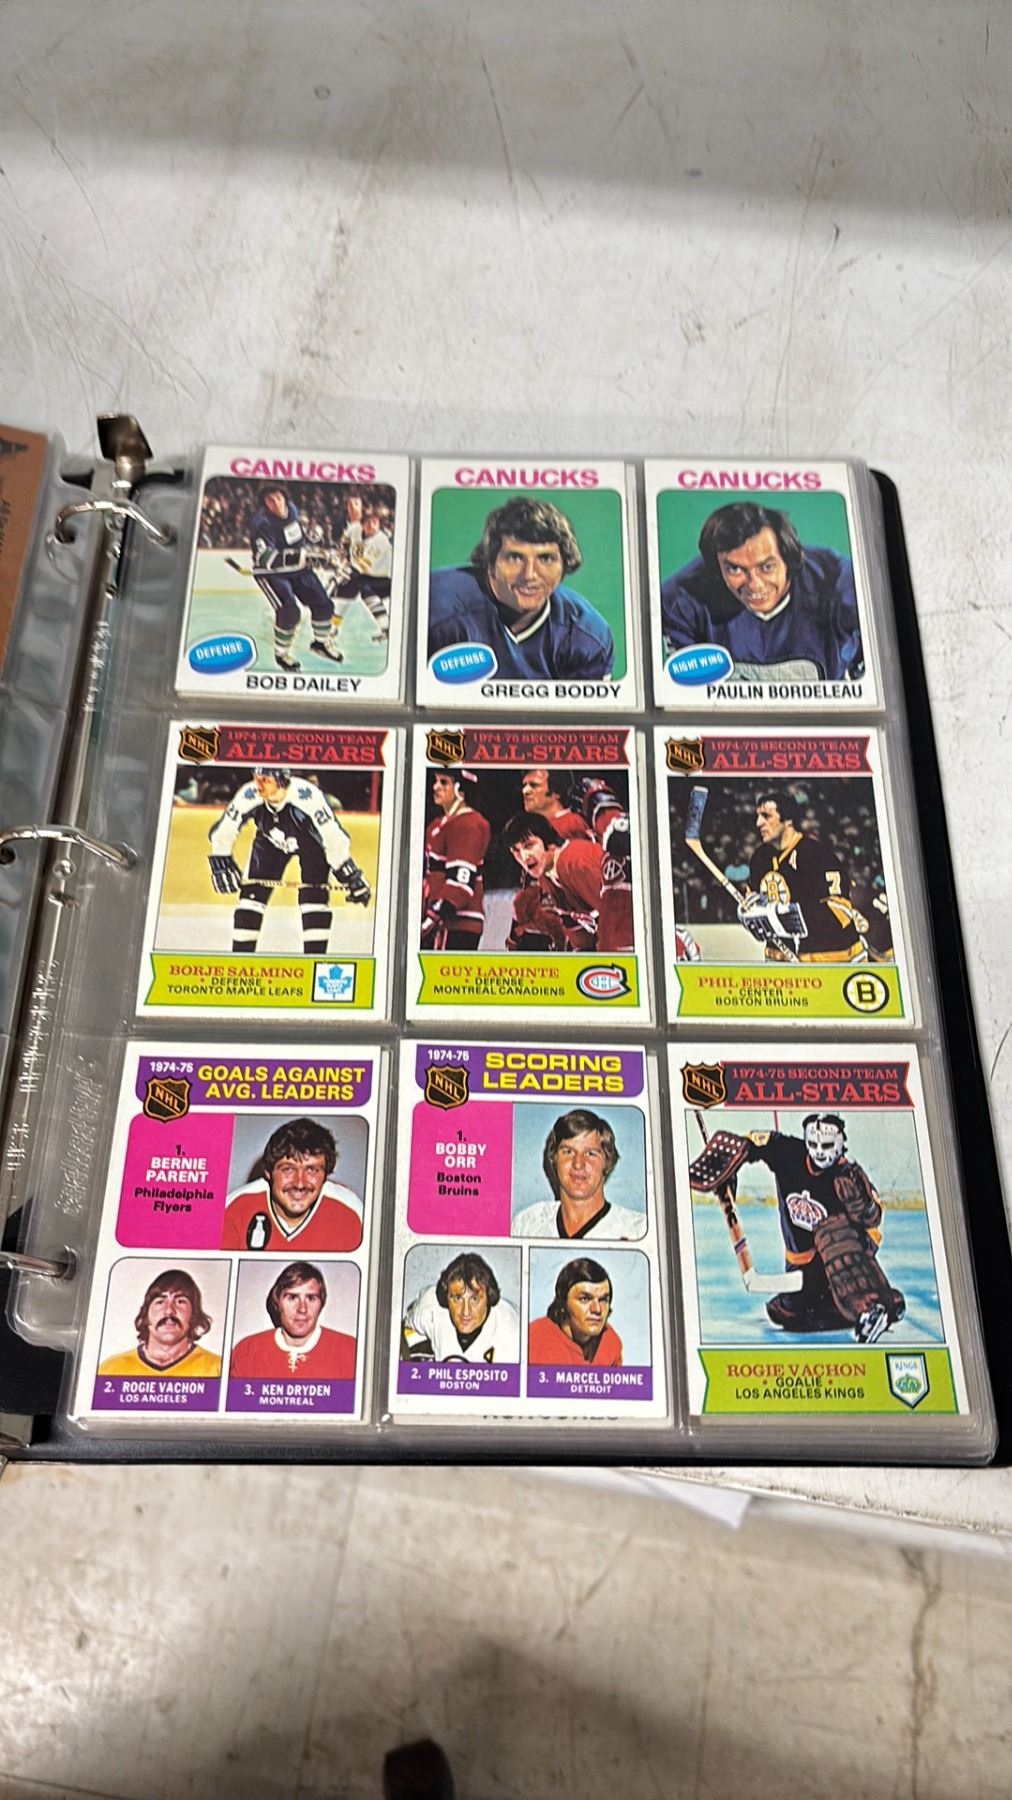 CANUCKS
DEFENSE
BOB DAILEY
CANUCKS
DEFENSE
GREGG BODDY
CANUCKS
RIGHT WING
PAULIN BORDELEAU
NHL
1974-75 SECOND TEAM
ALL-STARS
21
BORJE SALMING
• DEFENSE •
TORONTO MAPLE LEAFS
NHL
1974-75 SECOND TEAM
ALL-STARS
8
GUY LAPOINTE
• DEFENSE •
MONTREAL CANADIENS
NHL
1974-75 SECOND TEAM
ALL-STARS
A
B
7
PHIL ESPOSITO
• CENTER •
BOSTON BRUINS
B
1974-75
NHL
GOALS AGAINST
AVG. LEADERS
1.
BERNIE
PARENT
Philadelphia
Flyers
2. ROGIE VACHON
LOS ANGELES
3. KEN DRYDEN
MONTREAL
1974-75
NHL
SCORING
LEADERS
1.
BOBBY
ORR
Boston
Bruins
2. PHIL ESPOSITO
BOSTON
3. MARCEL DIONNE
DETROIT
NHL
1974-75 SECOND TEAM
ALL-STARS
ROGIE VACHON
• GOALIE •
LOS ANGELES KINGS
KINGS